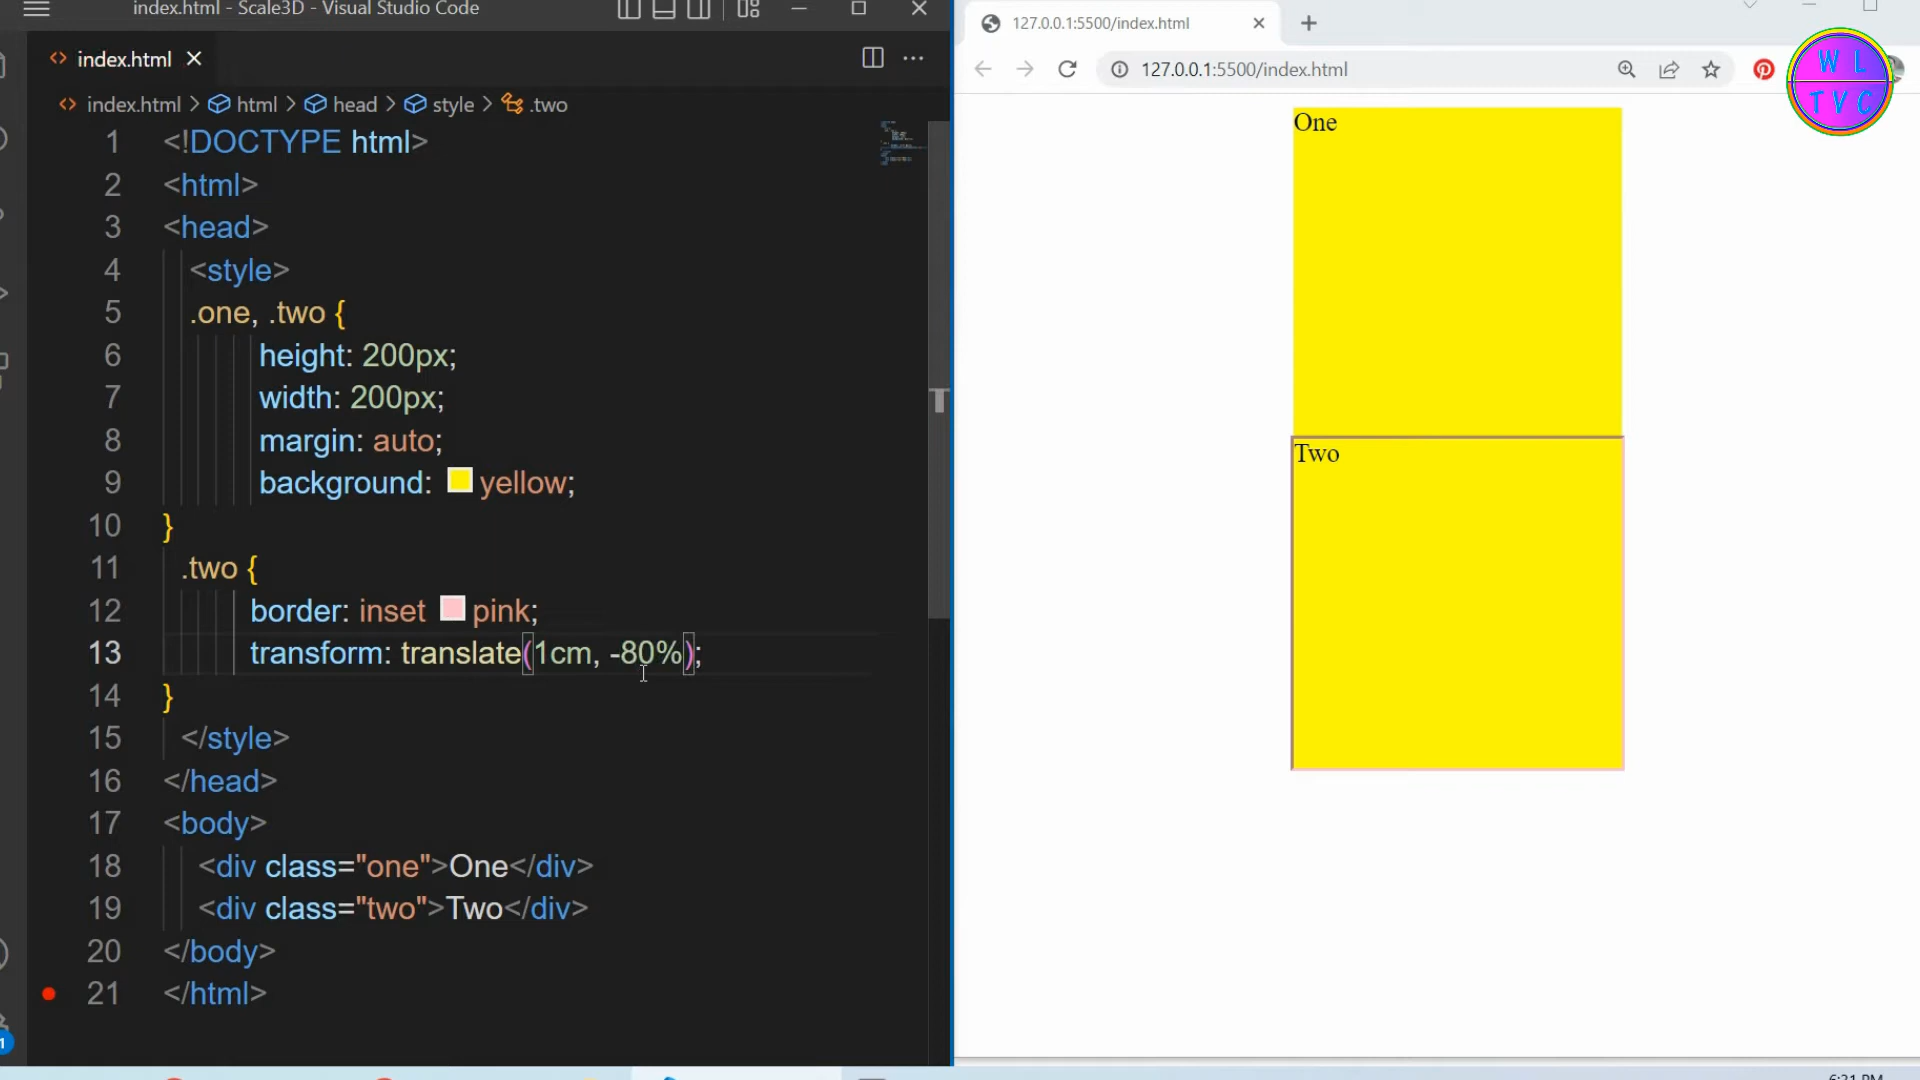 index.html - Scale3D - Visual Studio Code
index.html
index.html > html > head > style > .two
1 <!DOCTYPE html>
2 <html>
3 <head>
4 <style>
5 .one, .two {
6 height: 200px;
7 width: 200px;
8 margin: auto;
9 background: yellow;
10 }
11 .two {
12 border: inset pink;
13 transform: translate(1cm, -80%);
14 }
15 </style>
16 </head>
17 <body>
18 <div class="one">One</div>
19 <div class="two">Two</div>
20 </body>
21 </html>
1
127.0.0.1:5500/index.html
127.0.0.1:5500/index.html
W L
T V C
One
Two